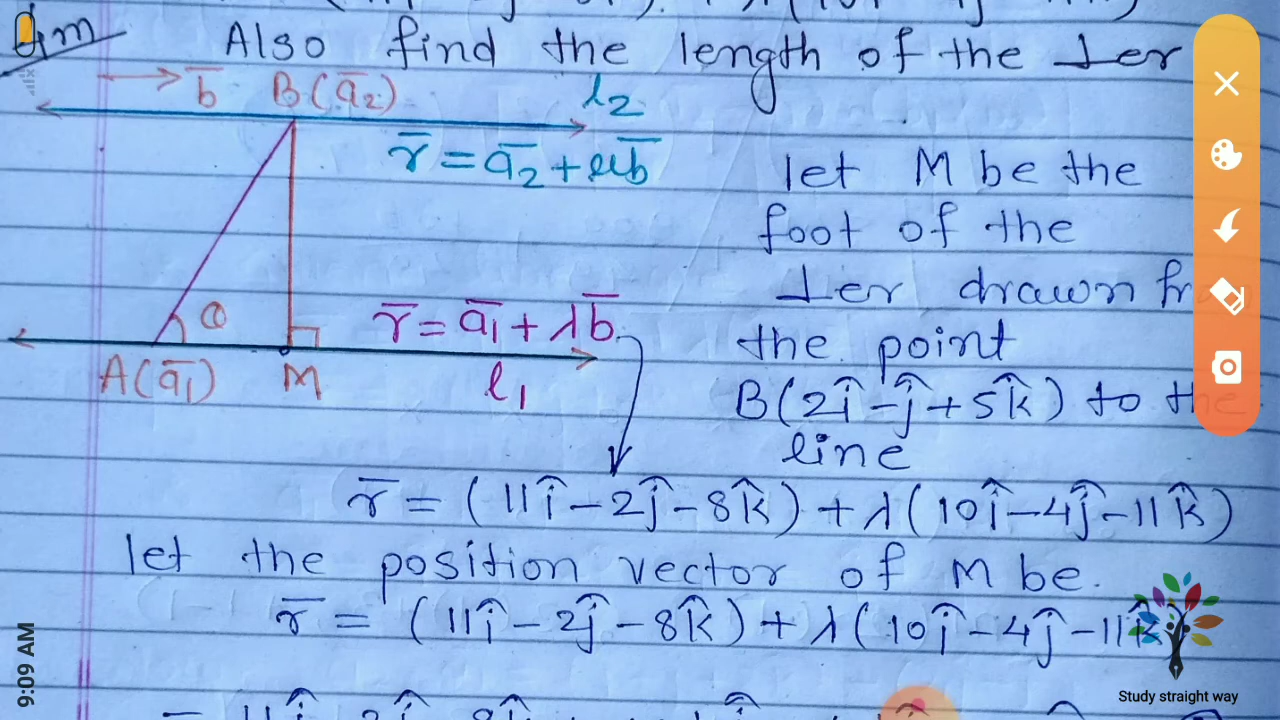 Also find the length of the ⊥er
b̄ B(ā₂) l₂
r̄ = ā₂ + μb̄
let M be the
foot of the
⊥er drawn fr
r̄ = ā₁ + λb̄
the point
A(ā₁) M l₁
B(2î - ĵ + 5k̂) to the
line
r̄ = (11î - 2ĵ - 8k̂) + λ(10î - 4ĵ - 11k̂)
let the position vector of M be.
r̄ = (11î - 2ĵ - 8k̂) + λ(10î - 4ĵ - 11k̂)
Study straight way
9:09 AM